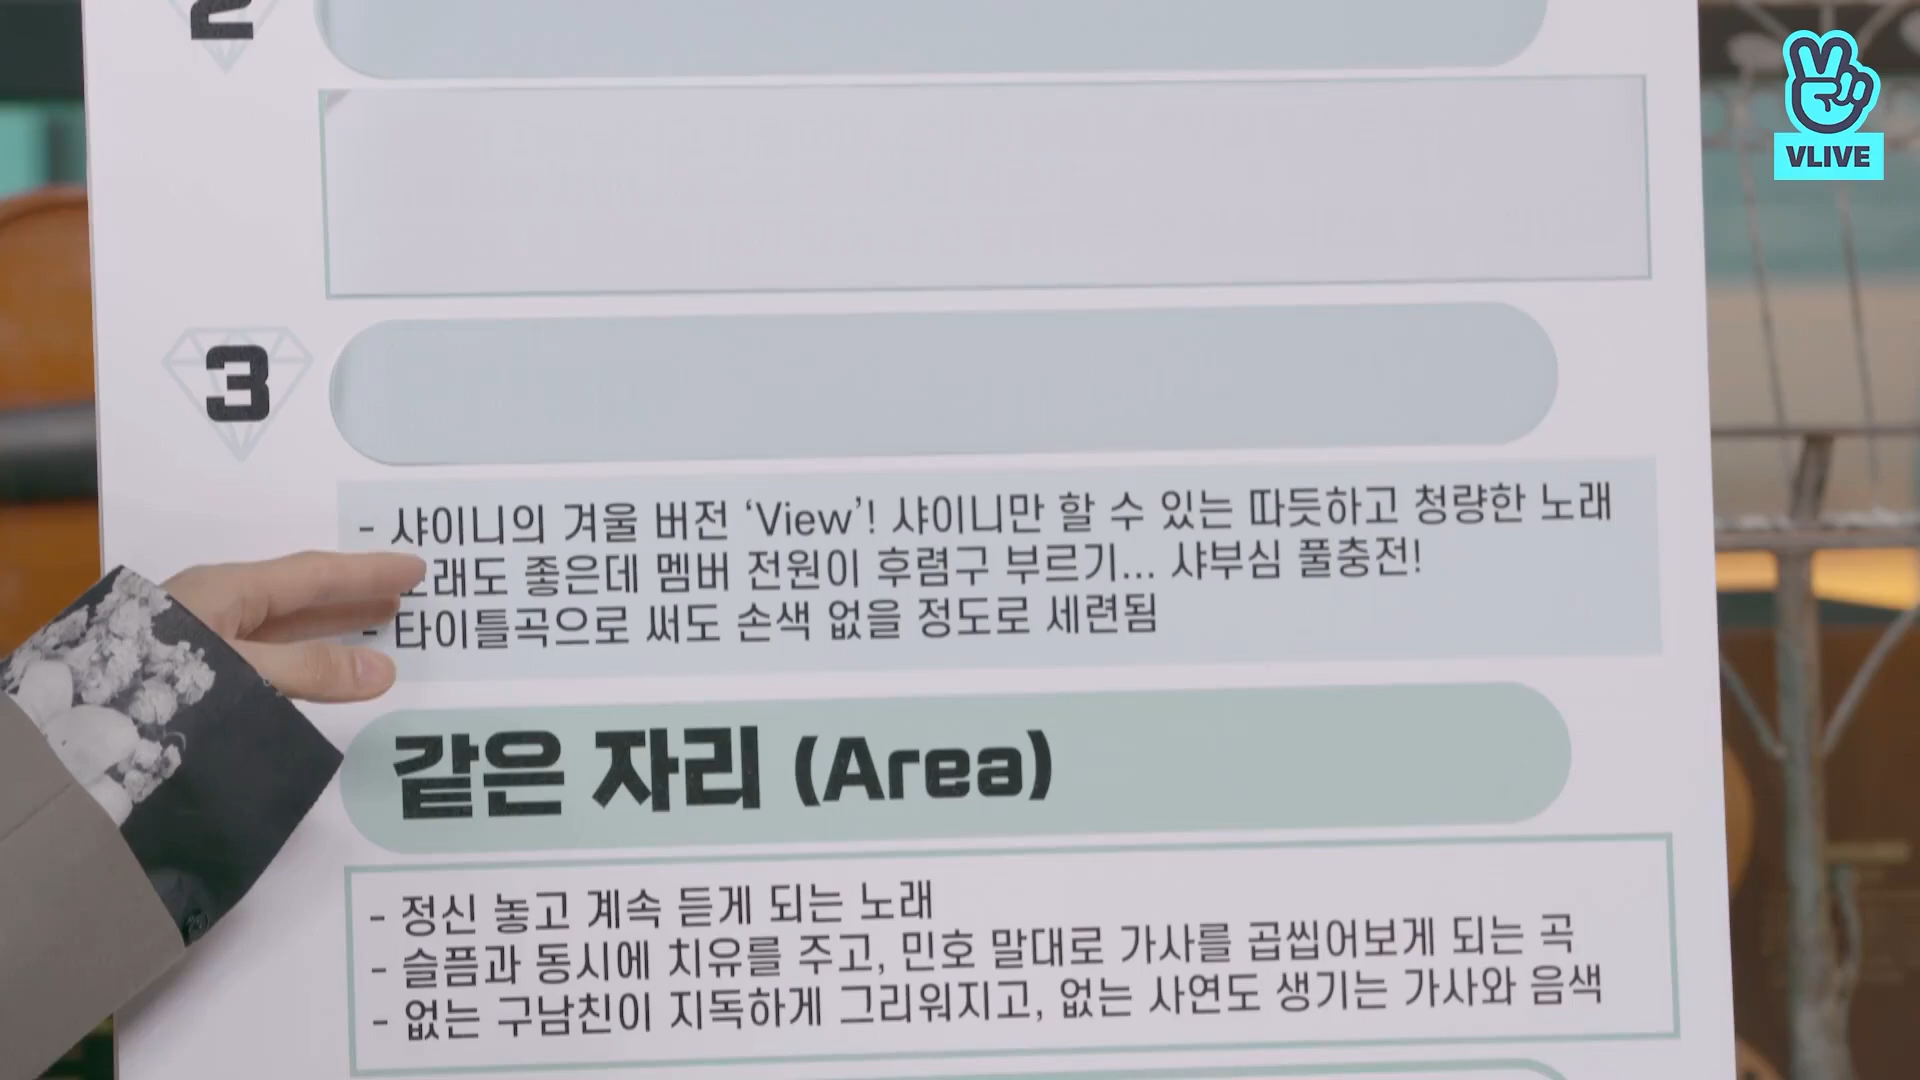 2
VLIVE
3
- 샤이니의 겨울 버전 ‘View’! 샤이니만 할 수 있는 따듯하고 청량한 노래
좋은데 멤버 전원이 후렴구 부르기... 샤부심 풀충전!
- 타이틀곡으로 써도 손색 없을 정도로 세련됨
같은 자리 (Area)
- 정신 놓고 계속 듣게 되는 노래
- 슬픔과 동시에 치유를 주고, 민호 말대로 가사를 곱씹어보게 되는 곡
- 없는 구남친이 지독하게 그리워지고, 없는 사연도 생기는 가사와 음색